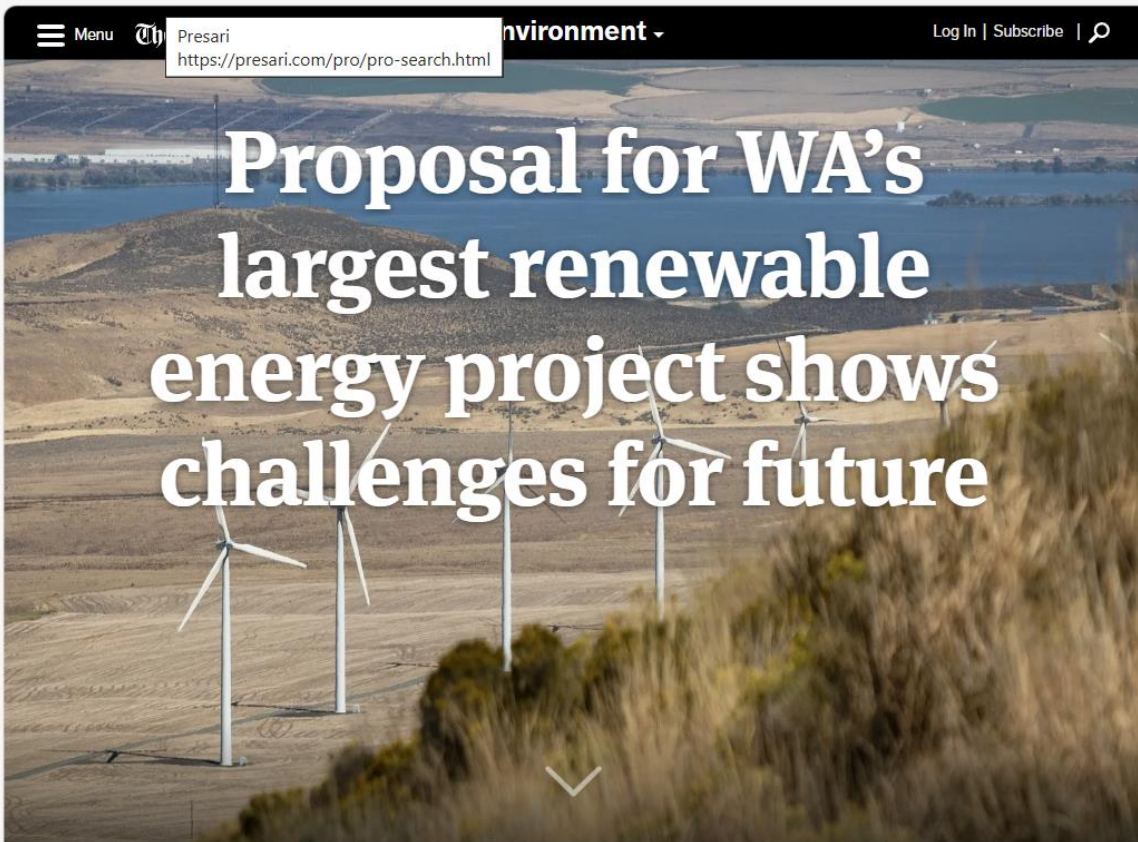 Menu
Th
Presari
https://presari.com/pro/pro-search.html
nvironment
Log In | Subscribe |
Proposal for WA’s
largest renewable
energy project shows
challenges for future